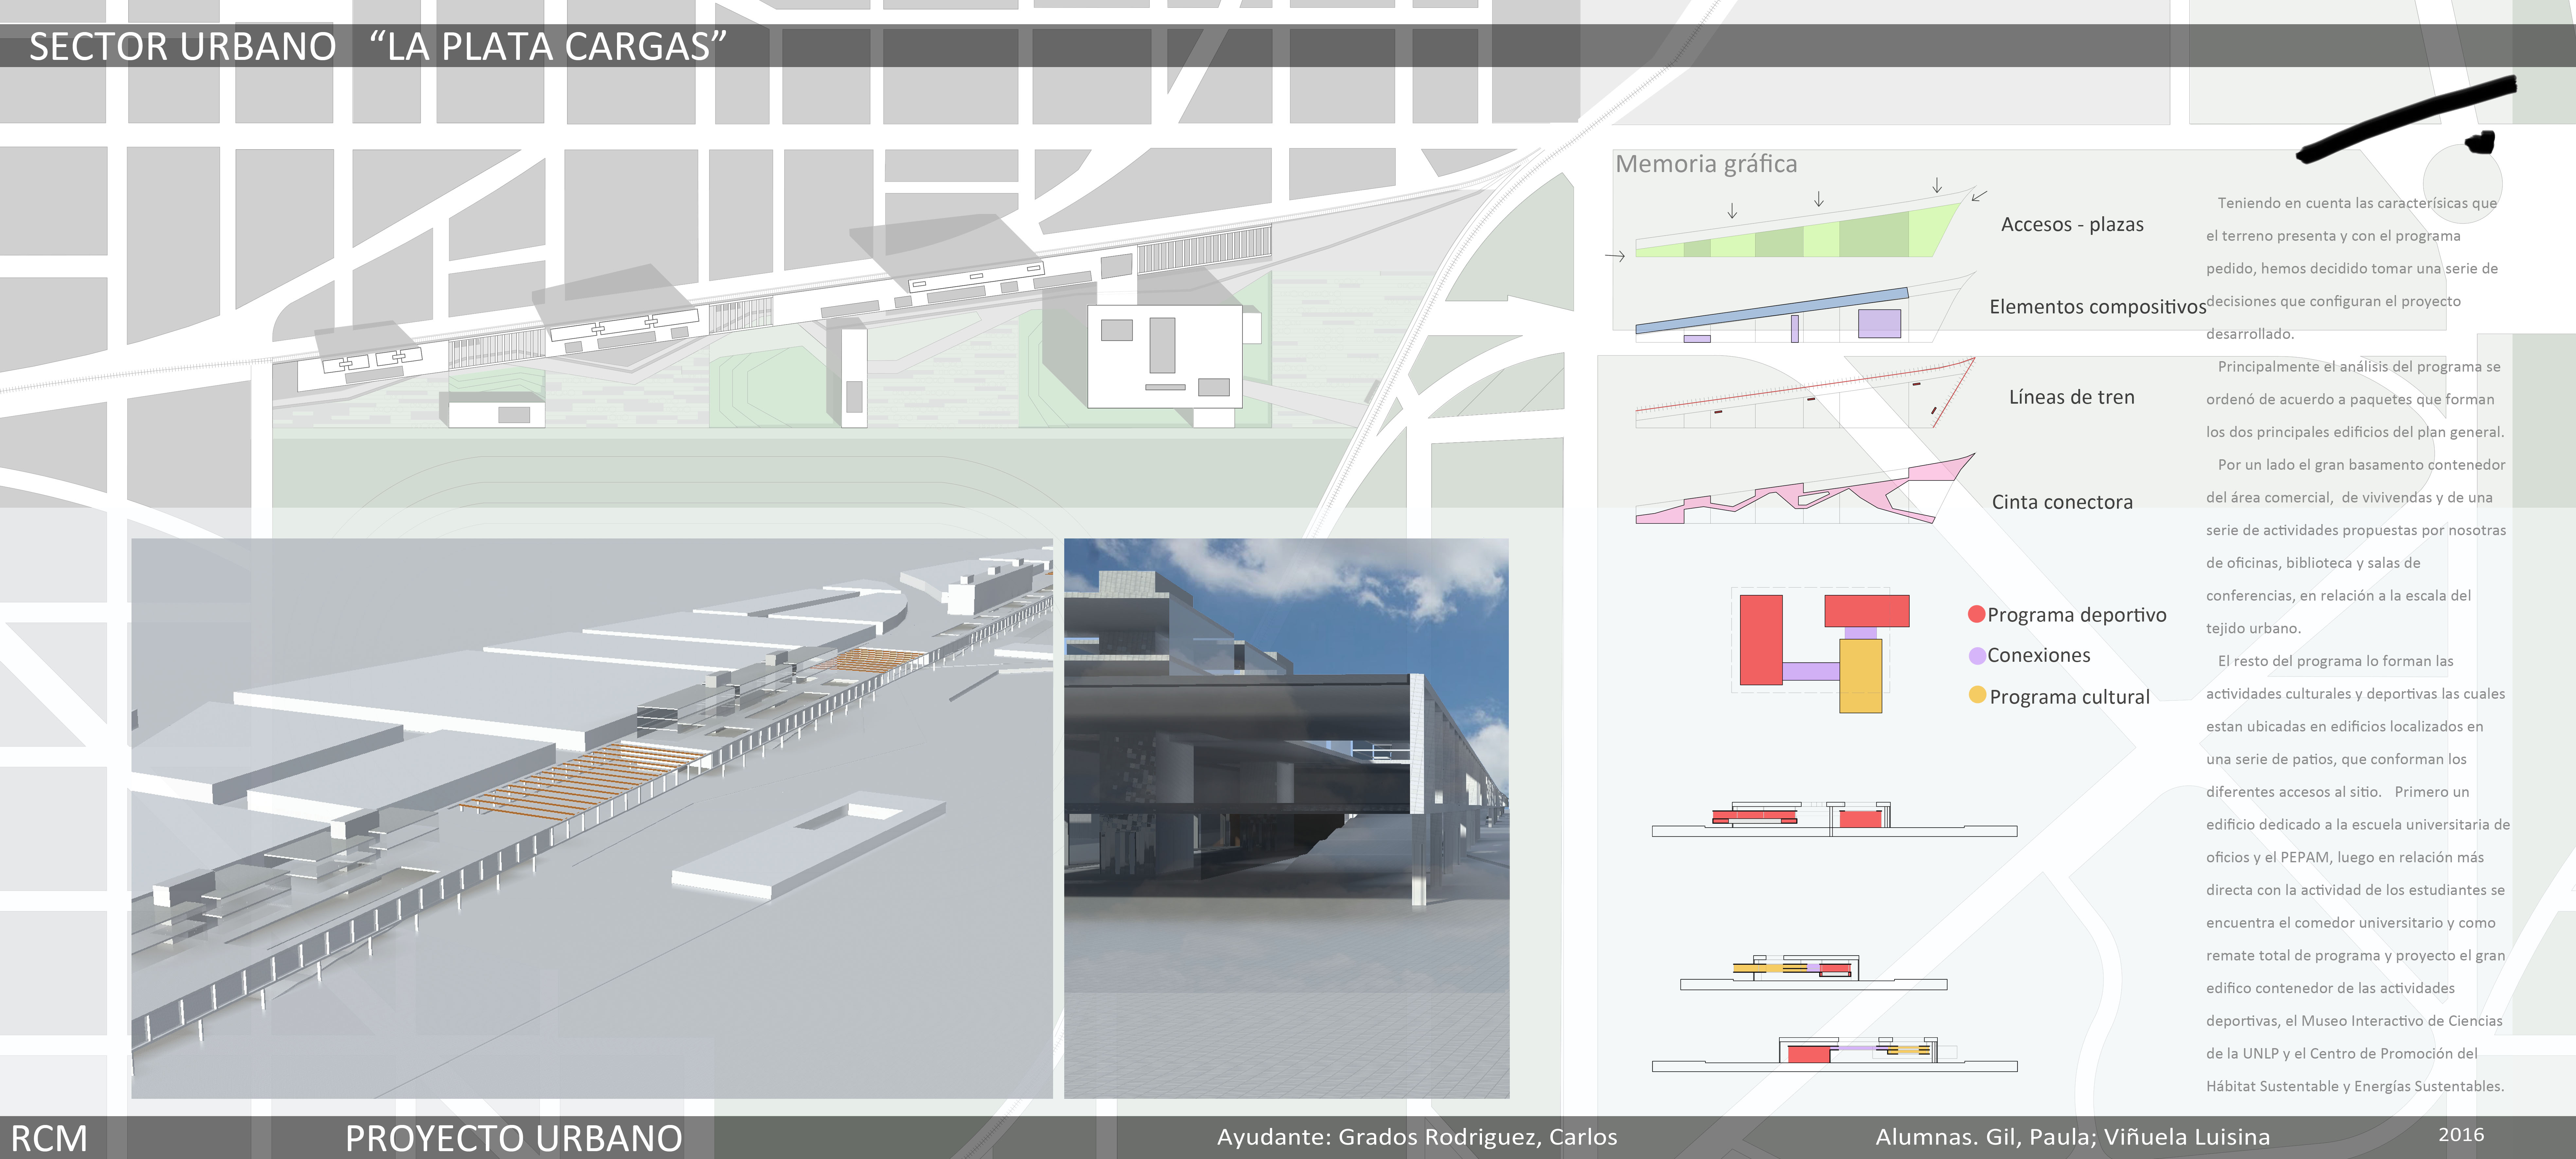 SECTOR URBANO “LA PLATA CARGAS”
Memoria gráfica
Accesos - plazas
Elementos compositivos
Líneas de tren
Cinta conectora
Programa deportivo
Conexiones
Programa cultural
Teniendo en cuenta las caracterísicas que
el terreno presenta y con el programa
pedido, hemos decidido tomar una serie de
decisiones que configuran el proyecto
desarrollado.
Principalmente el análisis del programa se
ordenó de acuerdo a paquetes que forman
los dos principales edificios del plan general.
Por un lado el gran basamento contenedor
del área comercial, de vivivendas y de una
serie de actividades propuestas por nosotras
de oficinas, biblioteca y salas de
conferencias, en relación a la escala del
tejido urbano.
El resto del programa lo forman las
actividades culturales y deportivas las cuales
estan ubicadas en edificios localizados en
una serie de patios, que conforman los
diferentes accesos al sitio. Primero un
edificio dedicado a la escuela universitaria de
oficios y el PEPAM, luego en relación más
directa con la actividad de los estudiantes se
encuentra el comedor universitario y como
remate total de programa y proyecto el gran
edifico contenedor de las actividades
deportivas, el Museo Interactivo de Ciencias
de la UNLP y el Centro de Promoción del
Hábitat Sustentable y Energías Sustentables.
RCM
PROYECTO URBANO
Ayudante: Grados Rodriguez, Carlos
Alumnas. Gil, Paula; Viñuela Luisina
2016